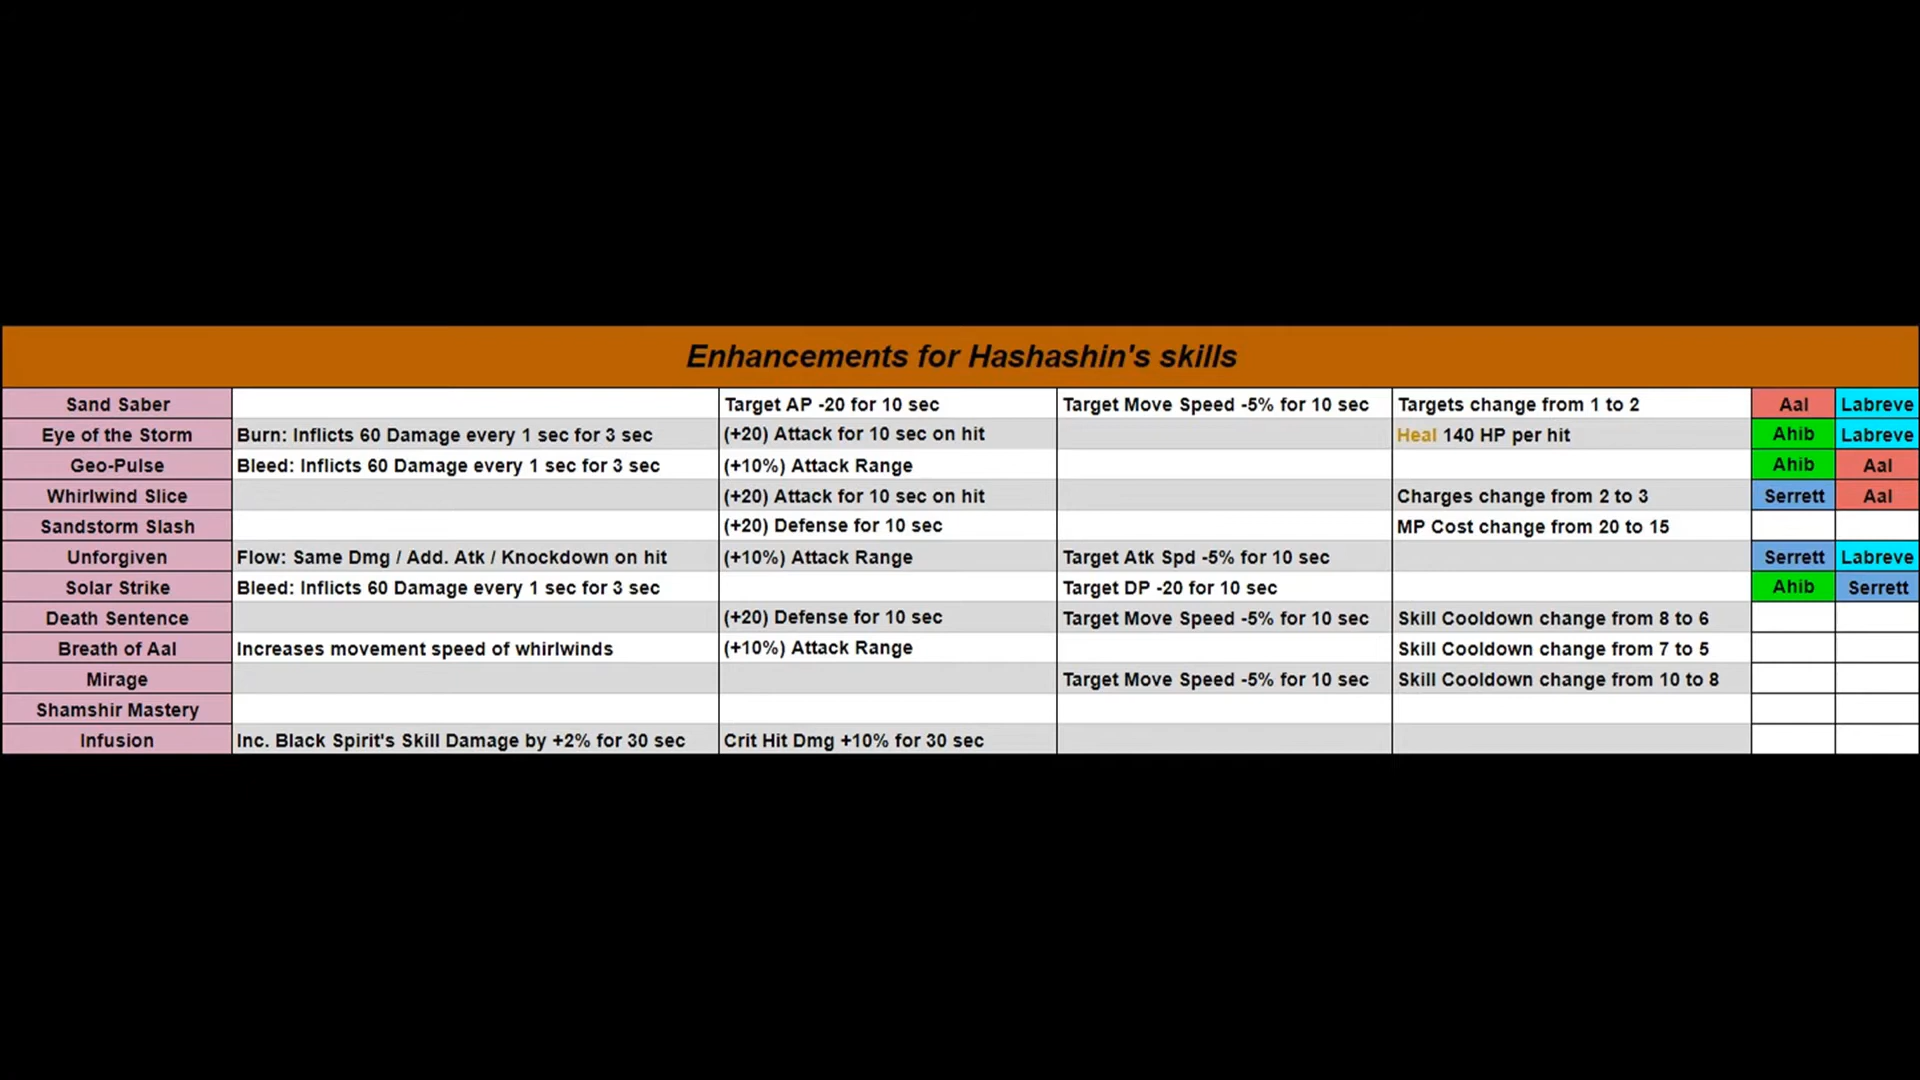 Enhancements for Hashashin's skills
Sand Saber Target AP -20 for 10 sec Target Move Speed -5% for 10 sec Targets change from 1 to 2 Aal Labreve
Eye of the Storm Burn: Inflicts 60 Damage every 1 sec for 3 sec (+20) Attack for 10 sec on hit Heal 140 HP per hit Ahib Labreve
Geo-Pulse Bleed: Inflicts 60 Damage every 1 sec for 3 sec (+10%) Attack Range Ahib Aal
Whirlwind Slice (+20) Attack for 10 sec on hit Charges change from 2 to 3 Serrett Aal
Sandstorm Slash (+20) Defense for 10 sec MP Cost change from 20 to 15
Unforgiven Flow: Same Dmg / Add. Atk / Knockdown on hit (+10%) Attack Range Target Atk Spd -5% for 10 sec Serrett Labreve
Solar Strike Bleed: Inflicts 60 Damage every 1 sec for 3 sec Target DP -20 for 10 sec Ahib Serrett
Death Sentence (+20) Defense for 10 sec Target Move Speed -5% for 10 sec Skill Cooldown change from 8 to 6
Breath of Aal Increases movement speed of whirlwinds (+10%) Attack Range Skill Cooldown change from 7 to 5
Mirage Target Move Speed -5% for 10 sec Skill Cooldown change from 10 to 8
Shamshir Mastery
Infusion Inc. Black Spirit's Skill Damage by +2% for 30 sec Crit Hit Dmg +10% for 30 sec